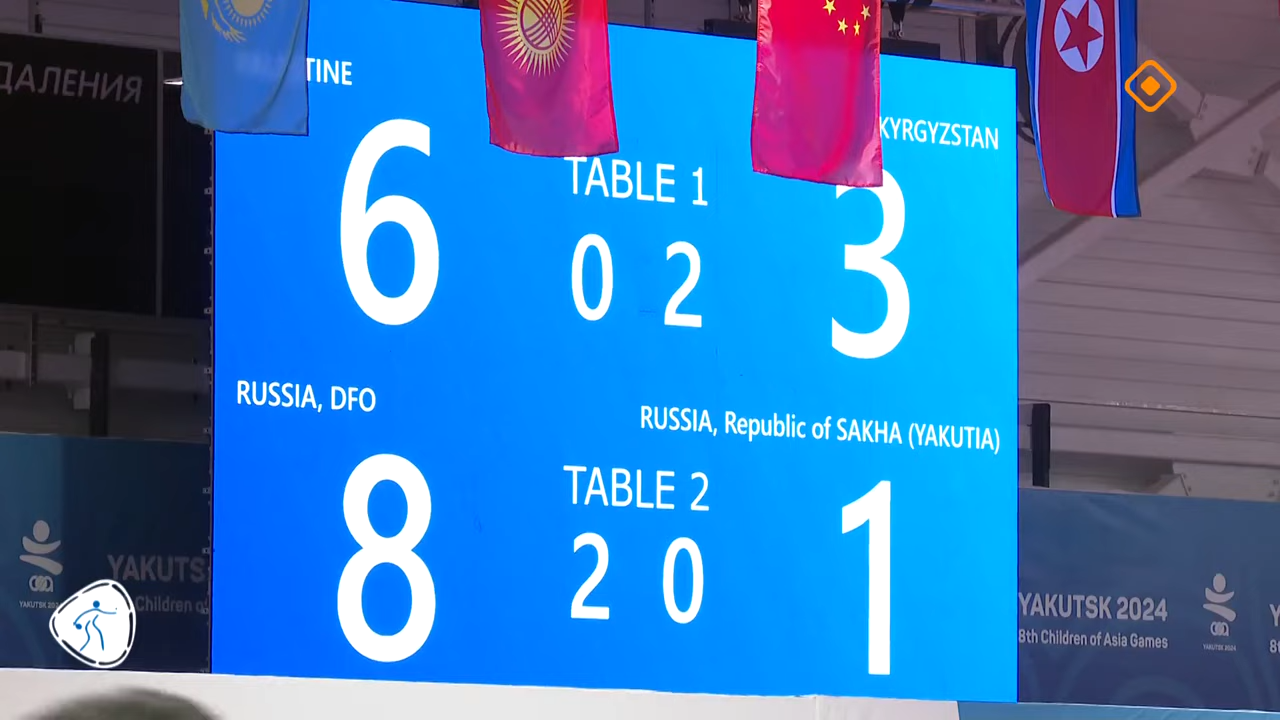 ДАЛЕНИЯ
TINE
KYRGYZSTAN
6
TABLE 1
3
0 2
RUSSIA, DFO
RUSSIA, Republic of SAKHA (YAKUTIA)
8
TABLE 2
1
2 0
YAKUTS
Children o
YAKUTSK 2024
8th Children of Asia Games
YAKUTSK 2024